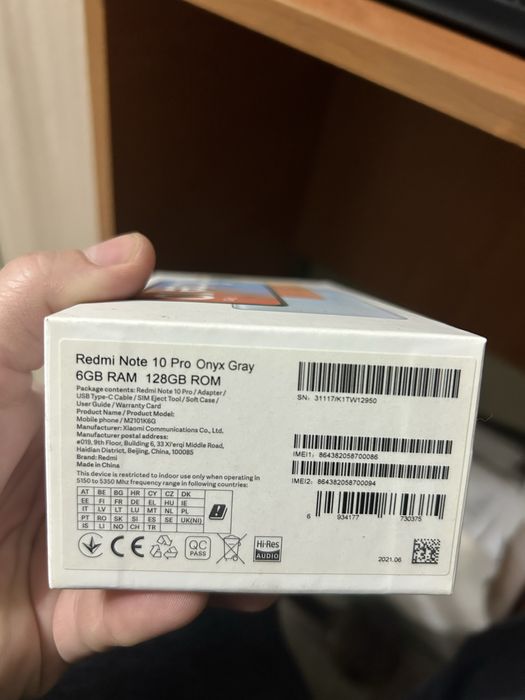 Redmi Note 10 Pro Onyx Gray
6GB RAM 128GB ROM
Package contents: Redmi Note 10 Pro / Adapter /
USB Type-C Cable / SIM Eject Tool / Soft Case /
User Guide / Warranty Card
Product Name / Product Model:
Mobile phone / M2101K6G
Manufacturer: Xiaomi Communications Co., Ltd.
Manufacturer postal address:
#019, 9th Floor, Building 6, 33 Xi'erqi Middle Road,
Haidian District, Beijing, China, 100085
Brand: Redmi
Made in China
This device is restricted to indoor use only when operating in
5150 to 5350 Mhz frequency range in following countries:
AT BE BG HR CY CZ DK
EE FI FR DE EL HU IE
IT LV LT LU MT NL PL
PT RO SK SI ES SE UK(NI)
IS LI NO CH TR
CE
QC
PASS
Hi-Res
AUDIO
SN: 31117/K1TW12950
IMEI1: 864382058700086
IMEI2: 864382058700094
6 934177 730375
2021.06